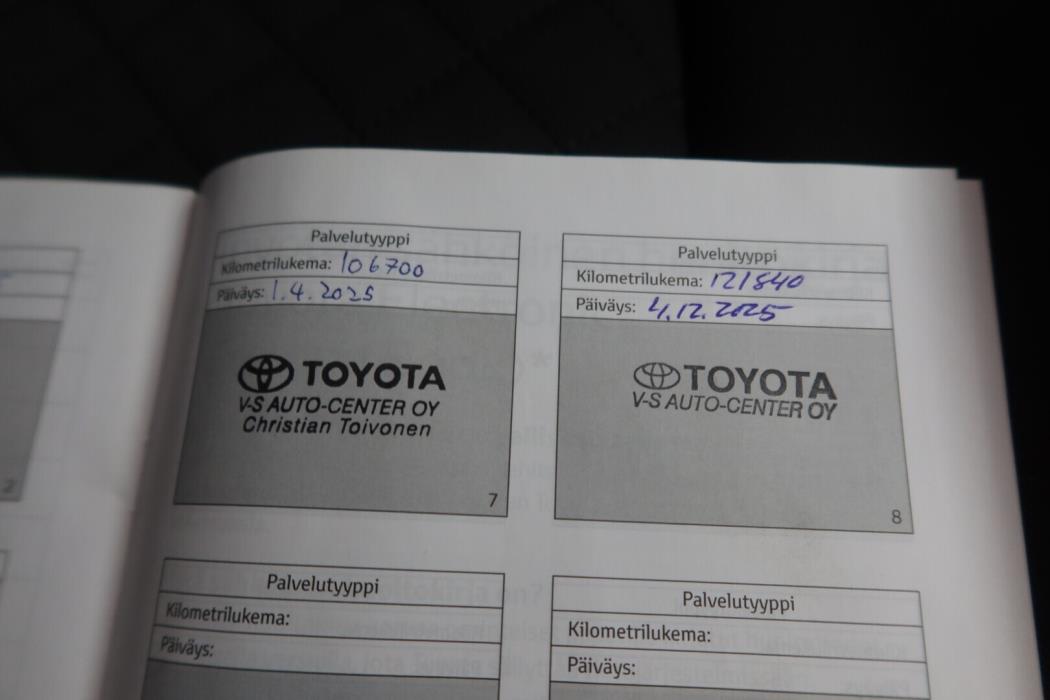 Palvelutyyppi
Kilometrilukema: 106700
Päiväys: 1.4.2025
TOYOTA
V-S AUTO-CENTER OY
Christian Toivonen
7
Palvelutyyppi
Kilometrilukema: 121840
Päiväys: 4.12.2025
TOYOTA
V-S AUTO-CENTER OY
8
2
Palvelutyyppi
Kilometrilukema:
Päiväys:
Palvelutyyppi
Kilometrilukema:
Päiväys: